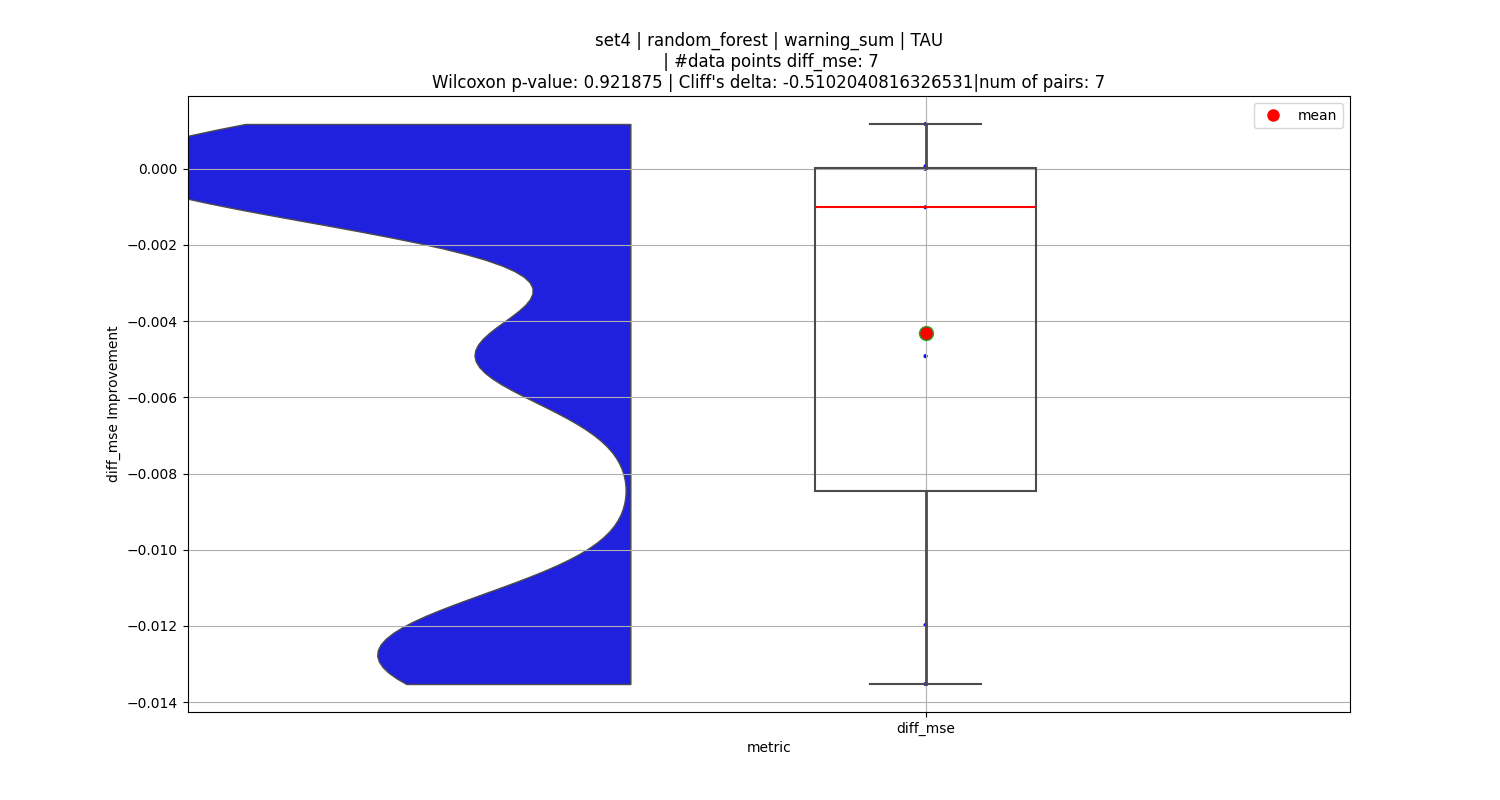 set4 | random_forest | warning_sum | TAU
| #data points diff_mse: 7
Wilcoxon p-value: 0.921875 | Cliff's delta: -0.5102040816326531|num of pairs: 7
mean
0.000
−0.002
−0.004
−0.006
−0.008
−0.010
−0.012
−0.014
diff_mse Improvement
diff_mse
metric